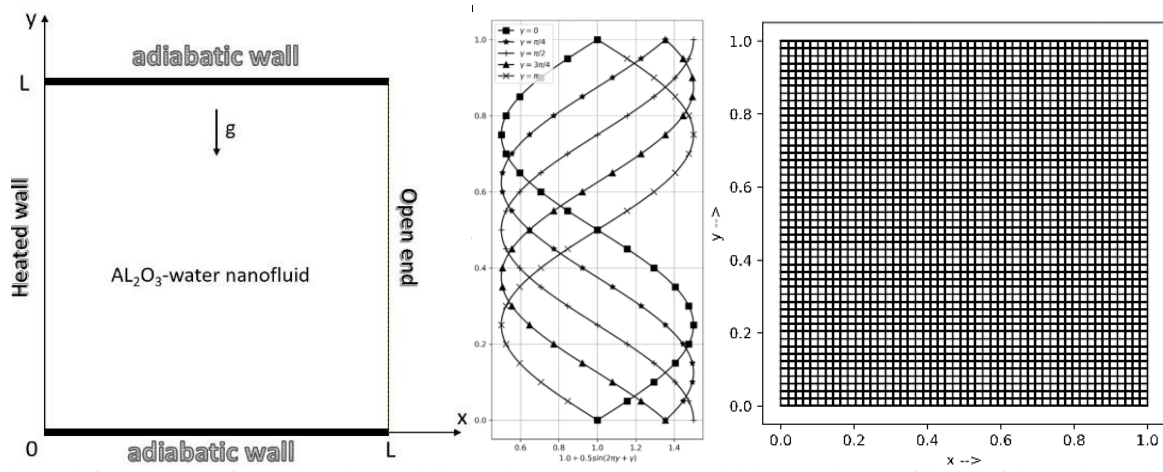 y
adiabatic wall
L
g
Heated wall
AL₂O₃-water nanofluid
Open end
x
0
adiabatic wall
L
γ = 0
γ = π/4
γ = π/2
γ = 3π/4
γ = π
1.0
0.8
0.6
0.4
0.2
0.0
0.6 0.8 1.0 1.2 1.4
1.0 + 0.5sin(2πy + γ)
1.0
0.8
0.6
0.4
0.2
0.0
y -->
0.0 0.2 0.4 0.6 0.8 1.0
x -->